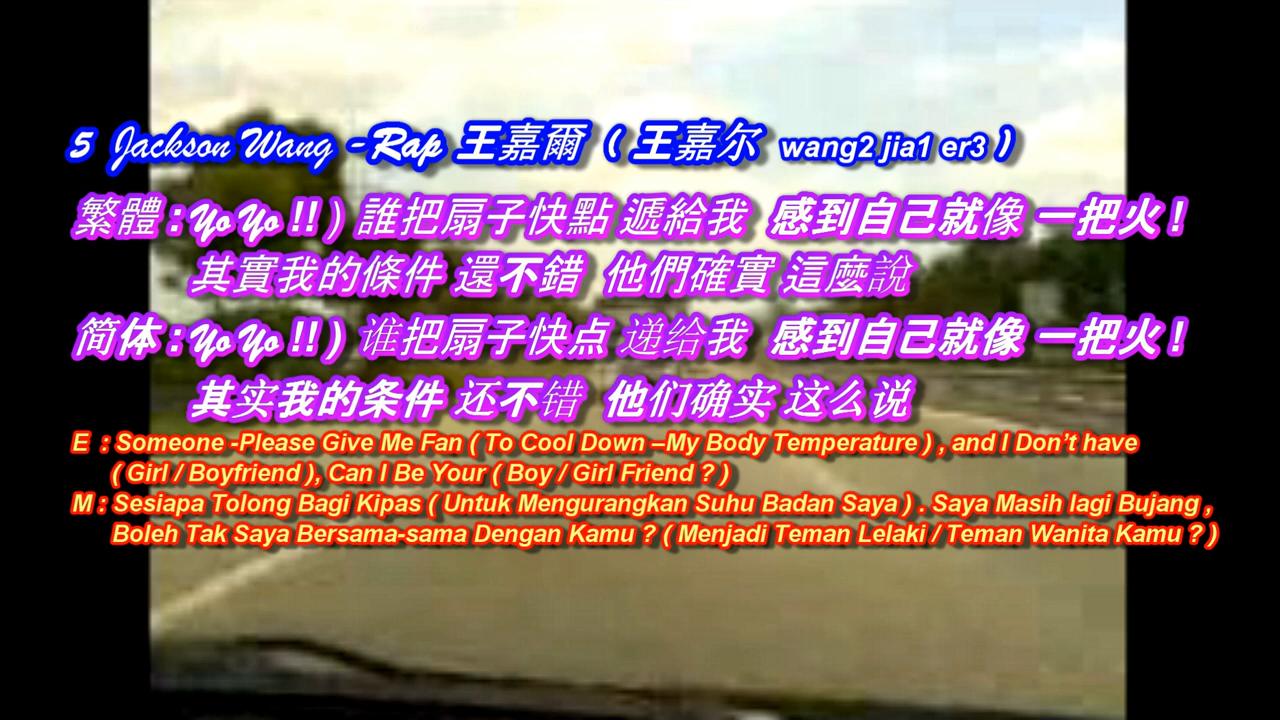 5 Jackson Wang -Rap 王嘉爾 ( 王嘉尔 wang2 jia1 er3 )
繁體 : Yo Yo !! ) 誰把扇子快點 遞給我 感到自己就像 一把火 !
其實我的條件 還不錯 他們確實 這麼說
简体 : Yo Yo !! ) 谁把扇子快点 递给我 感到自己就像 一把火 !
其实我的条件 还不错 他们确实 这么说
E : Someone -Please Give Me Fan ( To Cool Down –My Body Temperature ) , and I Don't have
( Girl / Boyfriend ), Can I Be Your ( Boy / Girl Friend ? )
M : Sesiapa Tolong Bagi Kipas ( Untuk Mengurangkan Suhu Badan Saya ) . Saya Masih lagi Bujang ,
Boleh Tak Saya Bersama-sama Dengan Kamu ? ( Menjadi Teman Lelaki / Teman Wanita Kamu ? )